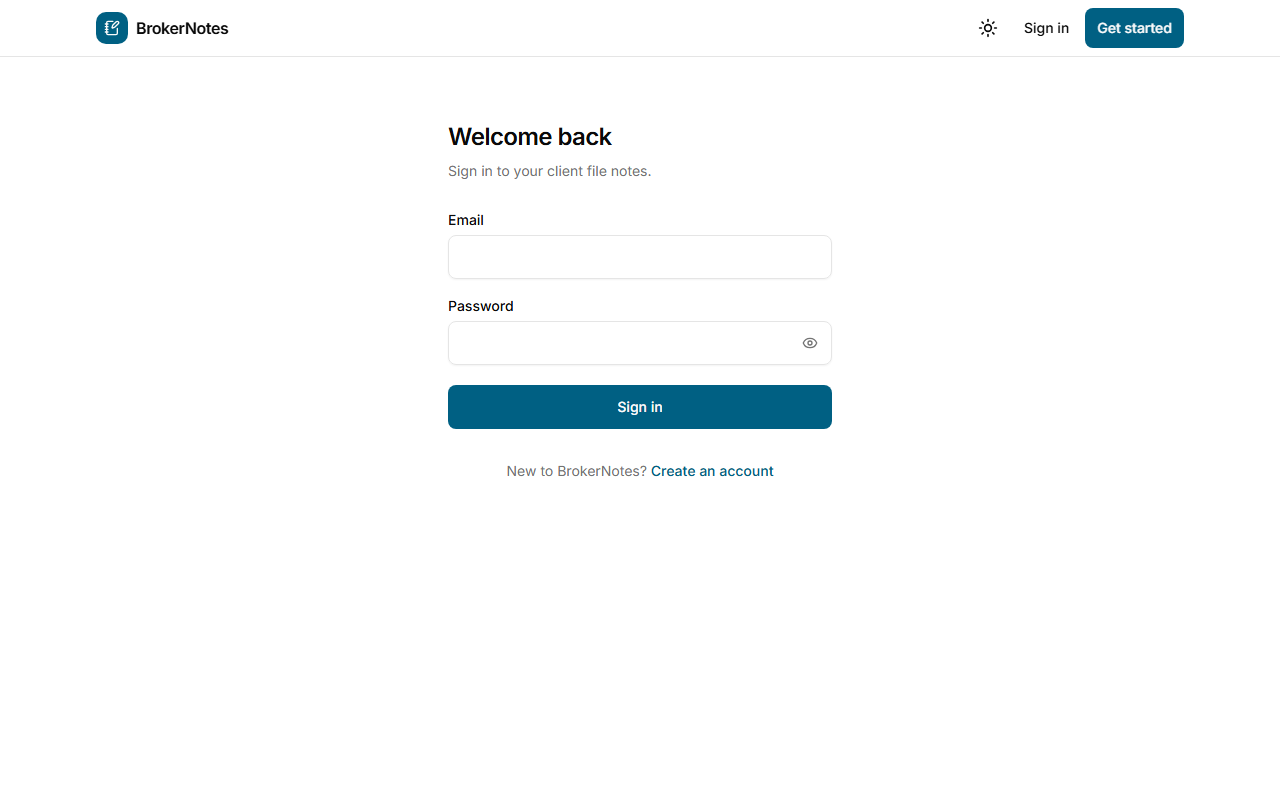 BrokerNotes
Sign in
Get started
Welcome back
Sign in to your client file notes.
Email
Password
Sign in
New to BrokerNotes? Create an account